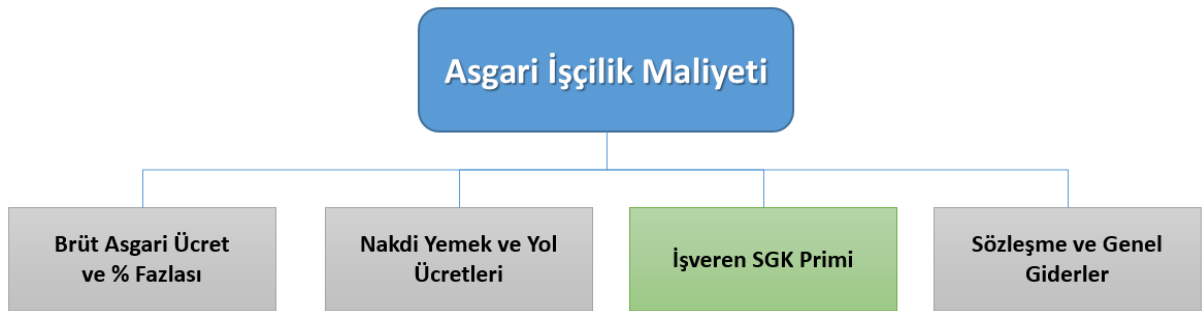 Asgari İşçilik Maliyeti
Brüt Asgari Ücret
ve % Fazlası
Nakdi Yemek ve Yol
Ücretleri
İşveren SGK Primi
Sözleşme ve Genel
Giderler